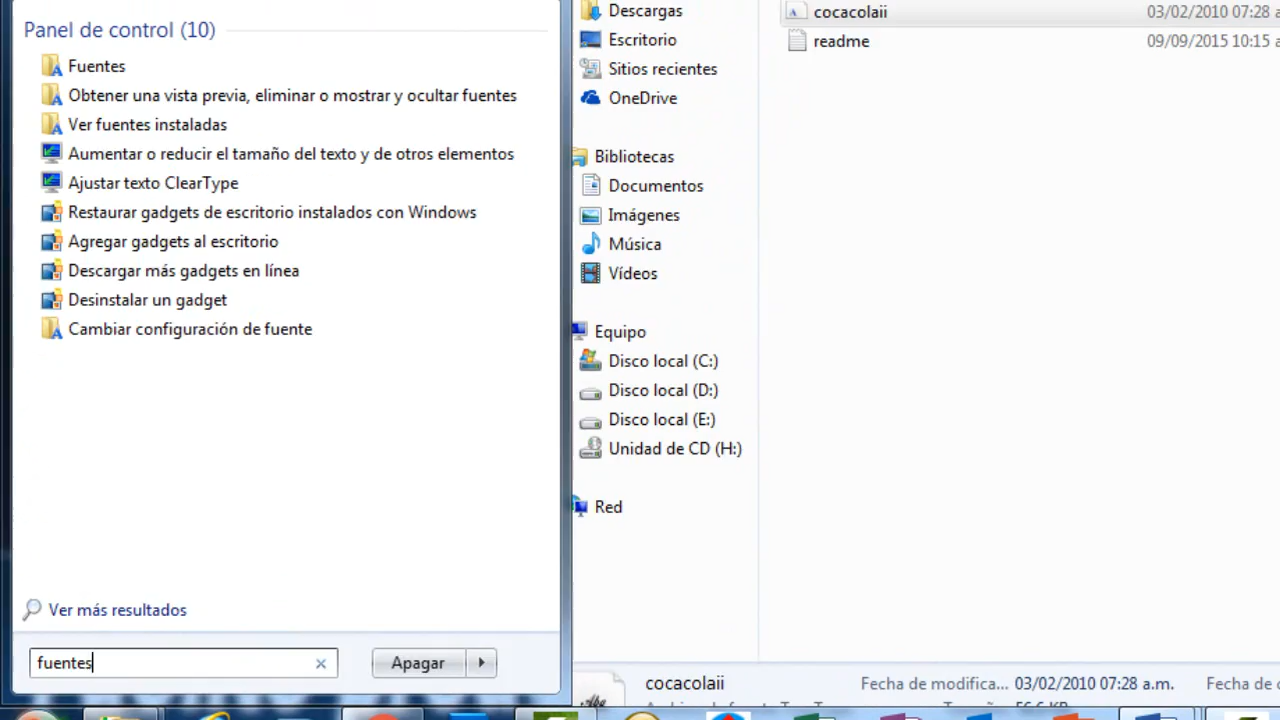 Panel de control (10)
Fuentes
Obtener una vista previa, eliminar o mostrar y ocultar fuentes
Ver fuentes instaladas
Aumentar o reducir el tamaño del texto y de otros elementos
Ajustar texto ClearType
Restaurar gadgets de escritorio instalados con Windows
Agregar gadgets al escritorio
Descargar más gadgets en línea
Desinstalar un gadget
Cambiar configuración de fuente
Ver más resultados
fuentes
Apagar
Descargas
Escritorio
Sitios recientes
OneDrive
Bibliotecas
Documentos
Imágenes
Música
Vídeos
Equipo
Disco local (C:)
Disco local (D:)
Disco local (E:)
Unidad de CD (H:)
Red
cocacolaii 03/02/2010 07:28 a
readme 09/09/2015 10:15 a
cocacolaii Fecha de modifica... 03/02/2010 07:28 a.m. Fecha de